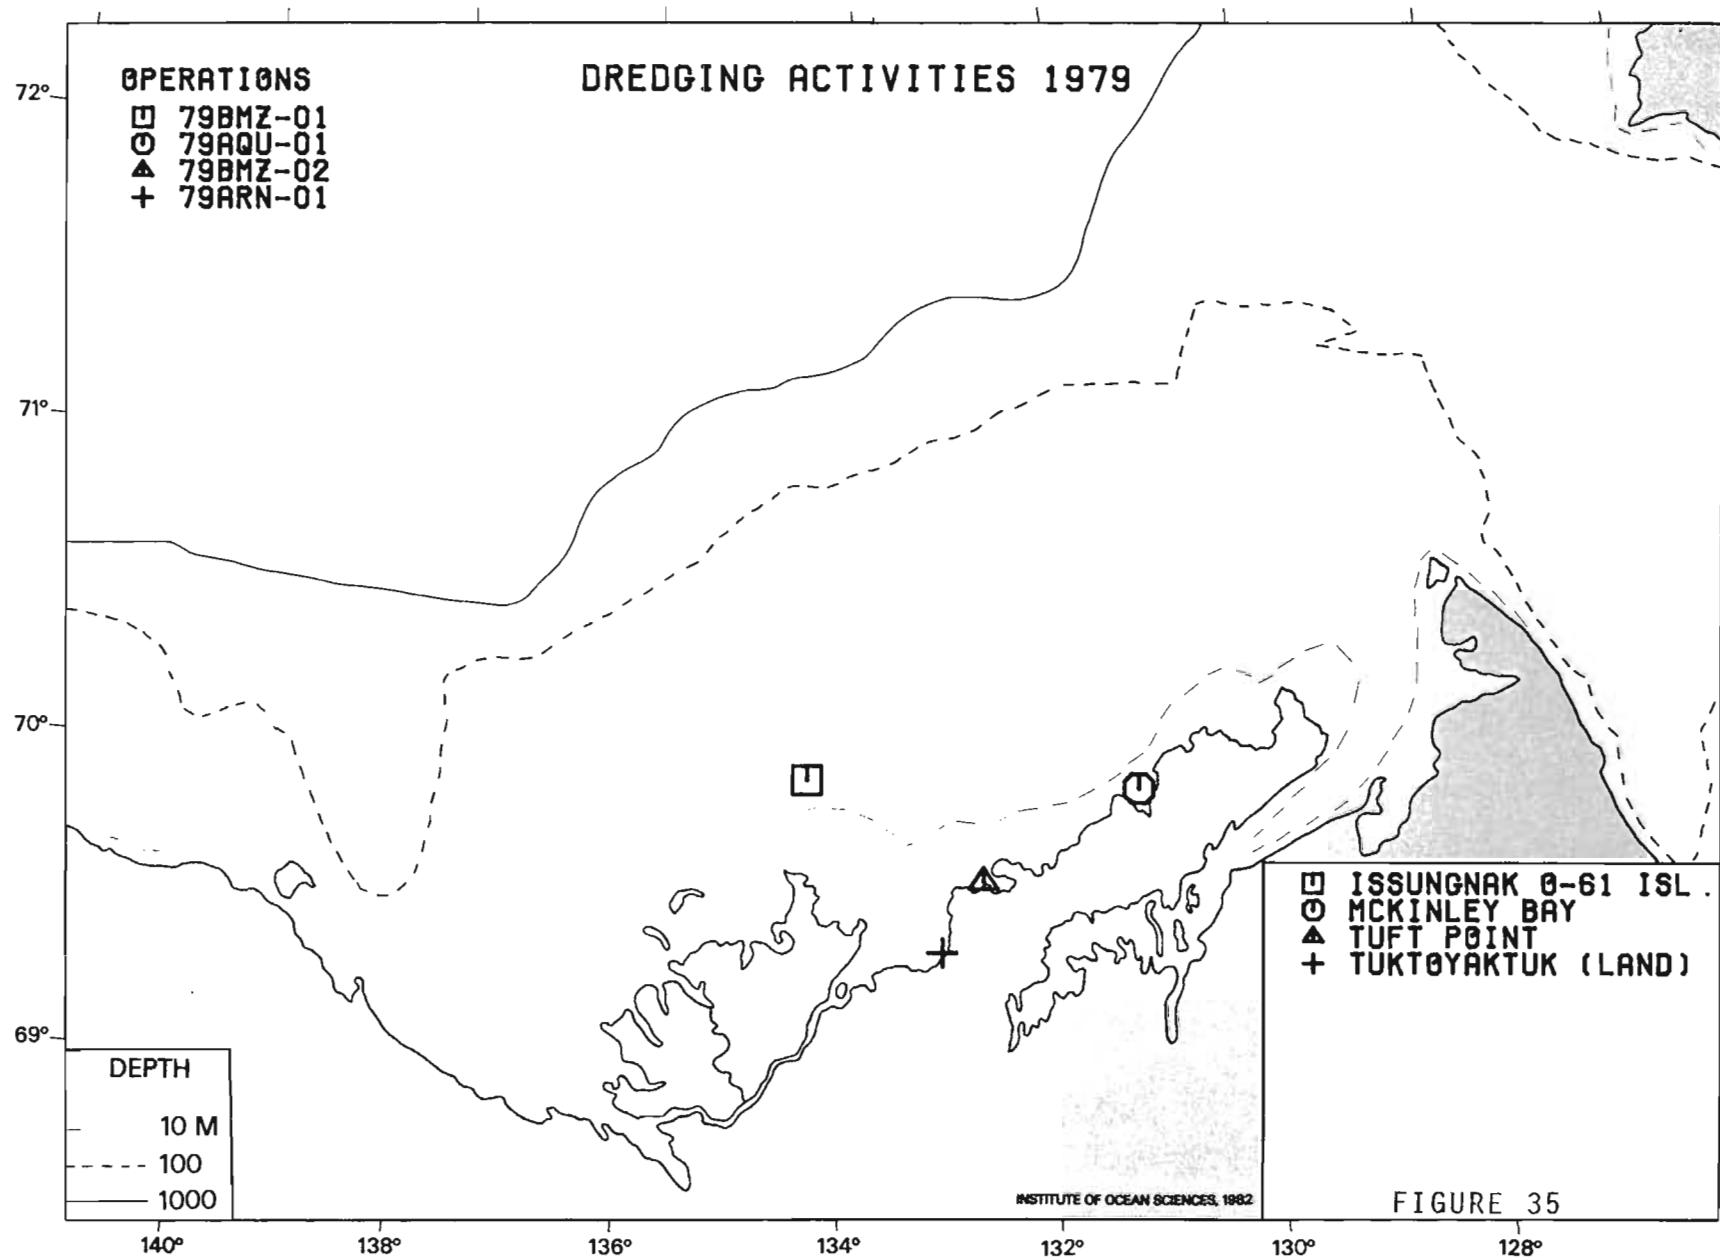 DREDGING ACTIVITIES 1979
OPERATIONS
79BMZ-01
79AQU-01
79BMZ-02
79ARN-01
72°
71°
70°
69°
DEPTH
10 M
100
1000
ISSUNGNAK O-61 ISL.
MCKINLEY BAY
TUFT POINT
TUKTOYAKTUK (LAND)
INSTITUTE OF OCEAN SCIENCES, 1982
FIGURE 35
140° 138° 136° 134° 132° 130° 128°